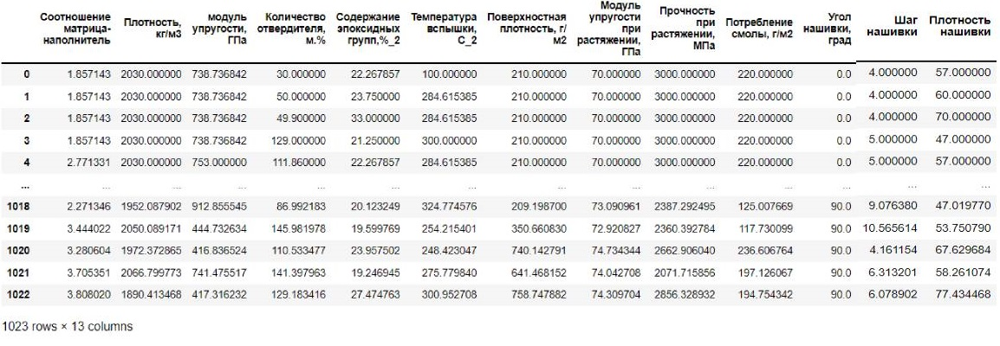 Соотношение матрица-наполнитель Плотность, кг/м3 модуль упругости, ГПа Количество отвердителя, м.% Содержание эпоксидных групп,%_2 Температура вспышки, С_2 Поверхностная плотность, г/м2 Модуль упругости при растяжении, ГПа Прочность при растяжении, МПа Потребление смолы, г/м2 Угол нашивки, град Шаг нашивки Плотность нашивки
0 1.857143 2030.000000 738.736842 30.000000 22.267857 100.000000 210.000000 70.000000 3000.000000 220.000000 0.0 4.000000 57.000000
1 1.857143 2030.000000 738.736842 50.000000 23.750000 284.615385 210.000000 70.000000 3000.000000 220.000000 0.0 4.000000 60.000000
2 1.857143 2030.000000 738.736842 49.900000 33.000000 284.615385 210.000000 70.000000 3000.000000 220.000000 0.0 4.000000 70.000000
3 1.857143 2030.000000 738.736842 129.000000 21.250000 300.000000 210.000000 70.000000 3000.000000 220.000000 0.0 5.000000 47.000000
4 2.771331 2030.000000 753.000000 111.860000 22.267857 284.615385 210.000000 70.000000 3000.000000 220.000000 0.0 5.000000 57.000000
... ... ... ... ... ... ... ... ... ... ... ... ... ...
1018 2.271346 1952.087902 912.855545 86.992183 20.123249 324.774576 209.198700 73.090961 2387.292495 125.007669 90.0 9.076380 47.019770
1019 3.444022 2050.089171 444.732634 145.981978 19.599769 254.215401 350.660830 72.920827 2360.392784 117.730099 90.0 10.565614 53.750790
1020 3.280604 1972.372865 416.836524 110.533477 23.957502 248.423047 740.142791 74.734344 2662.906040 236.606764 90.0 4.161154 67.629684
1021 3.705351 2066.799773 741.475517 141.397963 19.246945 275.779840 641.468152 74.042708 2071.715856 197.126067 90.0 6.313201 58.261074
1022 3.808020 1890.413468 417.316232 129.183416 27.474763 300.952708 758.747882 74.309704 2856.328932 194.754342 90.0 6.078902 77.434468
1023 rows × 13 columns